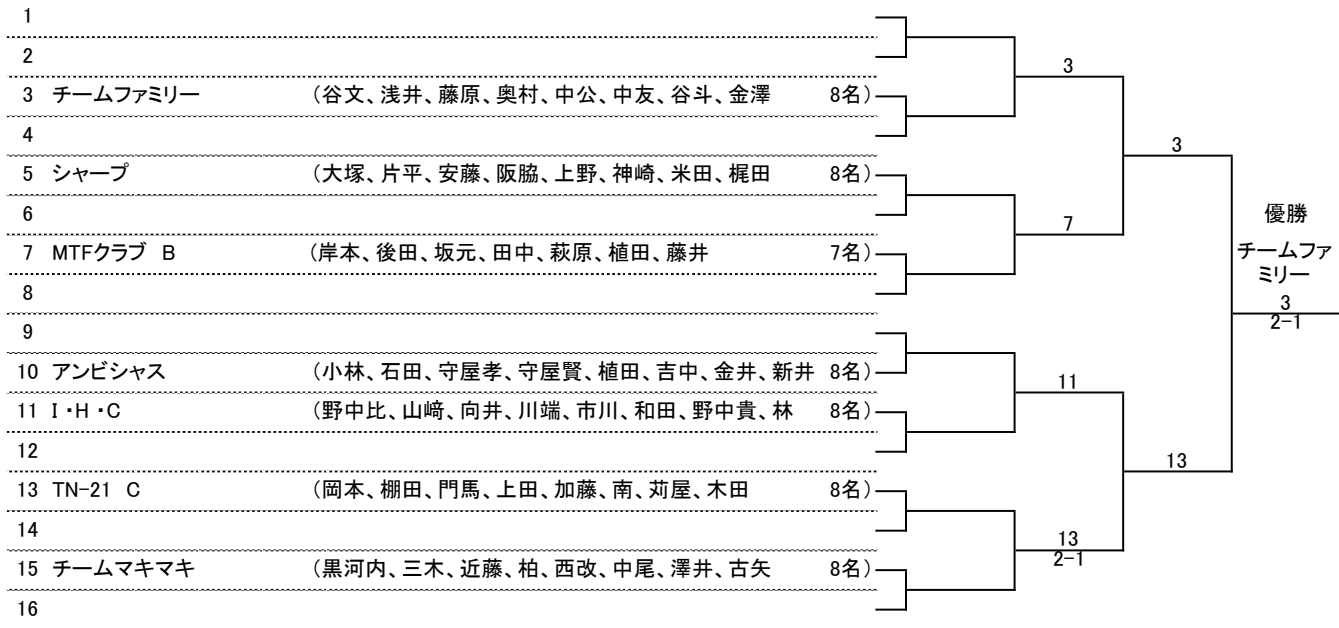 1
2
3 チームファミリー (谷文、浅井、藤原、奥村、中公、中友、谷斗、金澤 8名)
3
4
3
5 シャープ (大塚、片平、安藤、阪脇、上野、神崎、米田、梶田 8名)
6
7
優勝
7 MTFクラブ B (岸本、後田、坂元、田中、萩原、植田、藤井 7名)
チームファ
ミリー
8
3
2-1
9
10 アンビシャス (小林、石田、守屋孝、守屋賢、植田、吉中、金井、新井 8名)
11
11 I・H・C (野中比、山﨑、向井、川端、市川、和田、野中貴、林 8名)
12
13
13 TN-21 C (岡本、棚田、門馬、上田、加藤、南、苅屋、木田 8名)
14
13
2-1
15 チームマキマキ (黒河内、三木、近藤、柏、西改、中尾、澤井、古矢 8名)
16